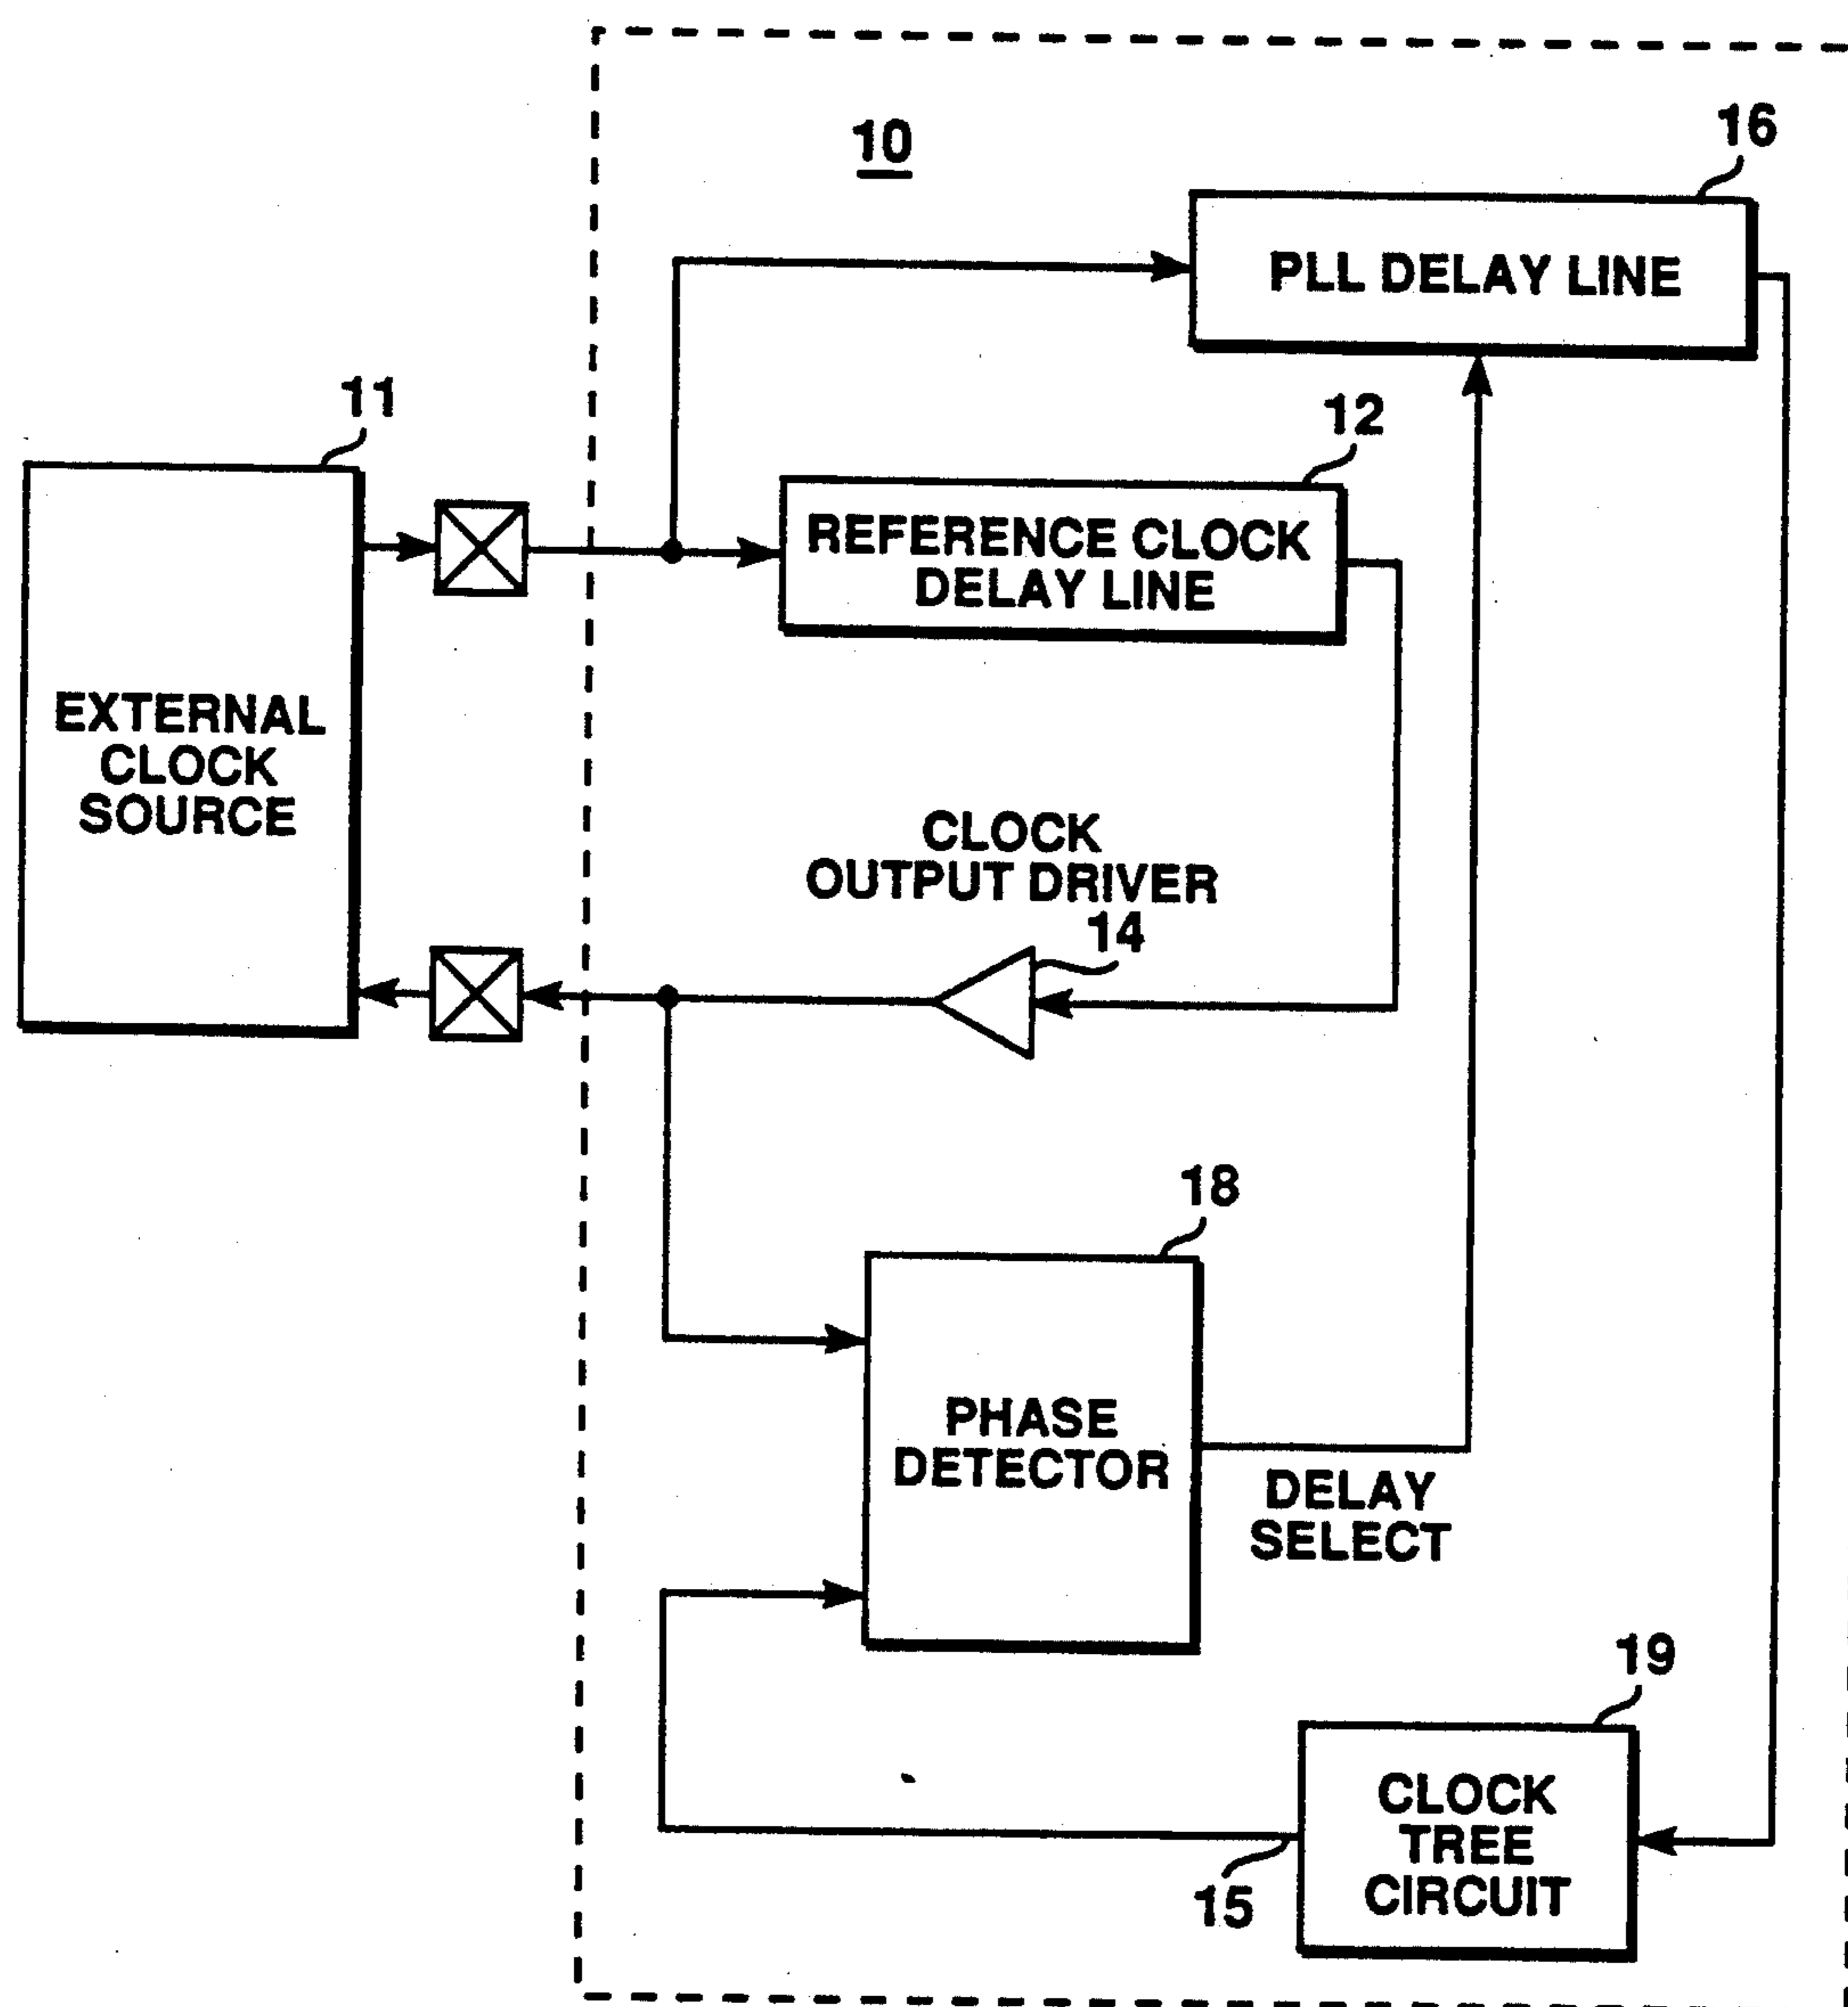 10
16
PLL DELAY LINE
11
12
REFERENCE CLOCK
DELAY LINE
EXTERNAL
CLOCK
SOURCE
CLOCK
OUTPUT DRIVER
14
18
PHASE
DETECTOR
DELAY
SELECT
19
CLOCK
TREE
CIRCUIT
15